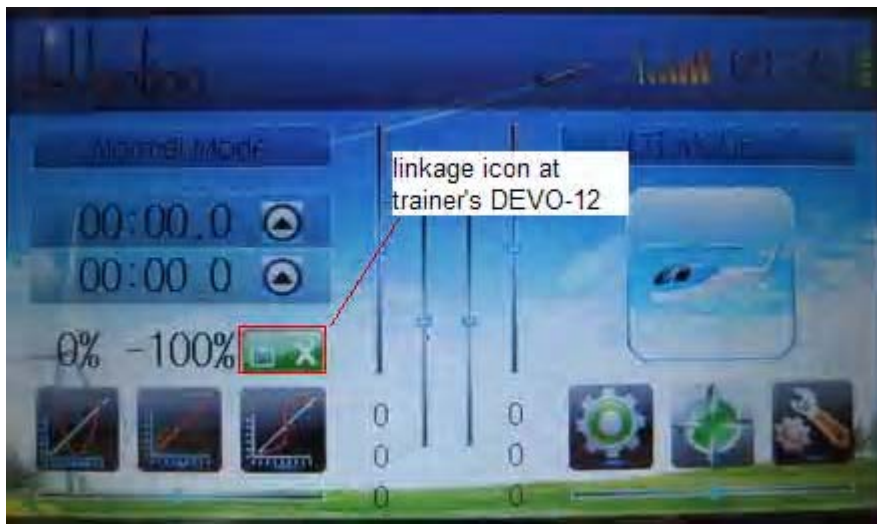 Normal Mode
linkage icon at
trainer's DEVO-12
00:00.0
00:00 0
0% -100%
0 0
0 0
0 0